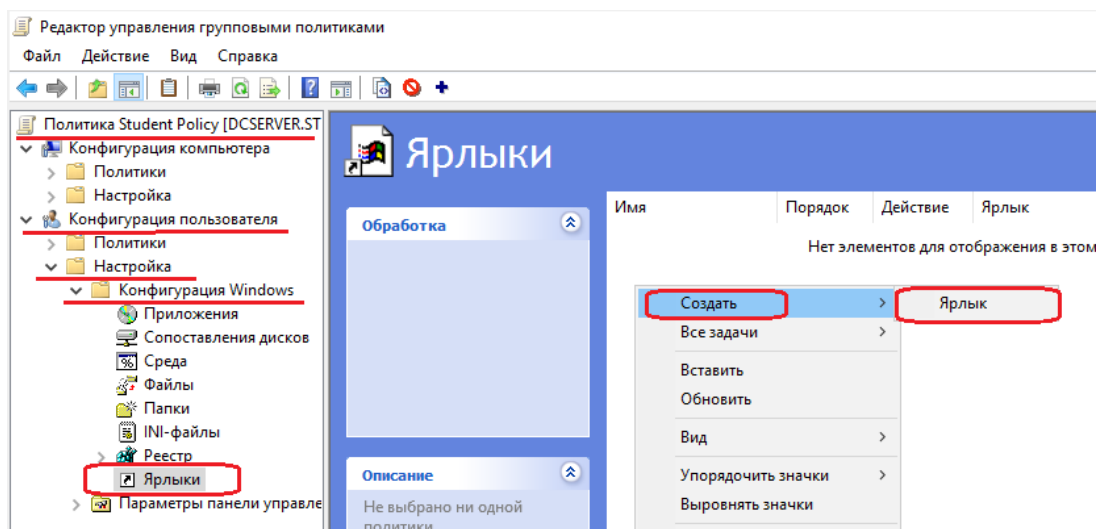 Редактор управления групповыми политиками
Файл Действие Вид Справка
Политика Student Policy [DCSERVER.ST
Конфигурация компьютера
Политики
Настройка
Конфигурация пользователя
Политики
Настройка
Конфигурация Windows
Приложения
Сопоставления дисков
Среда
Файлы
Папки
INI-файлы
Реестр
Ярлыки
Параметры панели управле
Ярлыки
Обработка
Описание
Не выбрано ни одной
политики
Имя Порядок Действие Ярлык
Нет элементов для отображения в этом
Создать
Ярлык
Все задачи
Вставить
Обновить
Вид
Упорядочить значки
Выровнять значки